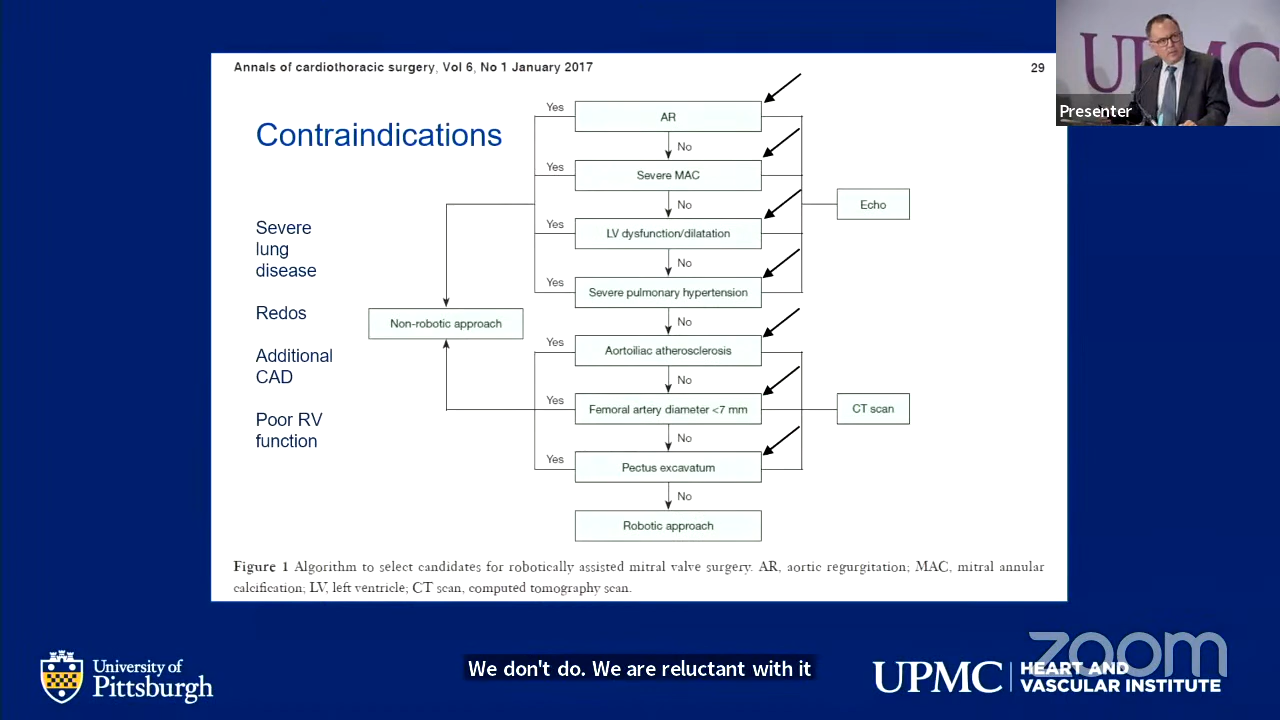 Annals of cardiothoracic surgery, Vol 6, No 1 January 2017
29
UPMC
Presenter
Contraindications
Yes
AR
No
Yes
Severe MAC
No
Echo
Severe
lung
disease
Yes
LV dysfunction/dilatation
No
Yes
Severe pulmonary hypertension
No
Redos
Non-robotic approach
Yes
Aortoiliac atherosclerosis
No
Additional
CAD
Yes
Femoral artery diameter <7 mm
CT scan
No
Poor RV
function
Yes
Pectus excavatum
No
Robotic approach
Figure 1 Algorithm to select candidates for robotically assisted mitral valve surgery. AR, aortic regurgitation; MAC, mitral annular
calcification; LV, left ventricle; CT scan, computed tomography scan.
University of
Pittsburgh
We don't do. We are reluctant with it
zoom
UPMC
HEART AND
VASCULAR INSTITUTE